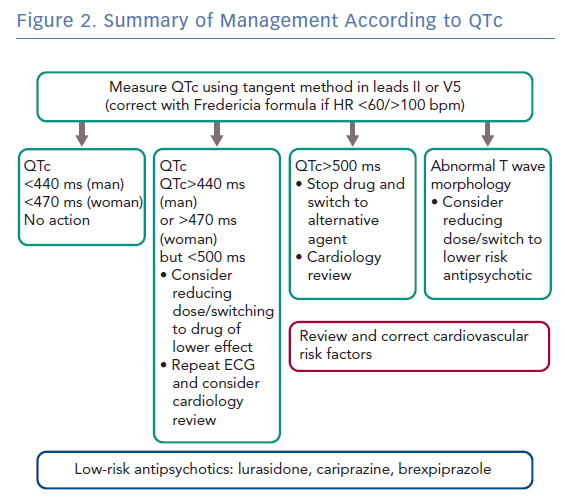 Figure 2. Summary of Management According to QTc
Measure QTc using tangent method in leads II or V5
(correct with Fredericia formula if HR <60/>100 bpm)
QTc
<440 ms (man)
<470 ms (woman)
No action
QTc
QTc>440 ms
(man)
or >470 ms
(woman)
but <500 ms
• Consider
reducing
dose/switching
to drug of
lower effect
• Repeat ECG
and consider
cardiology
review
QTc>500 ms
• Stop drug and
switch to
alternative
agent
• Cardiology
review
Abnormal T wave
morphology
• Consider
reducing
dose/switch to
lower risk
antipsychotic
Review and correct cardiovascular
risk factors
Low-risk antipsychotics: lurasidone, cariprazine, brexpiprazole